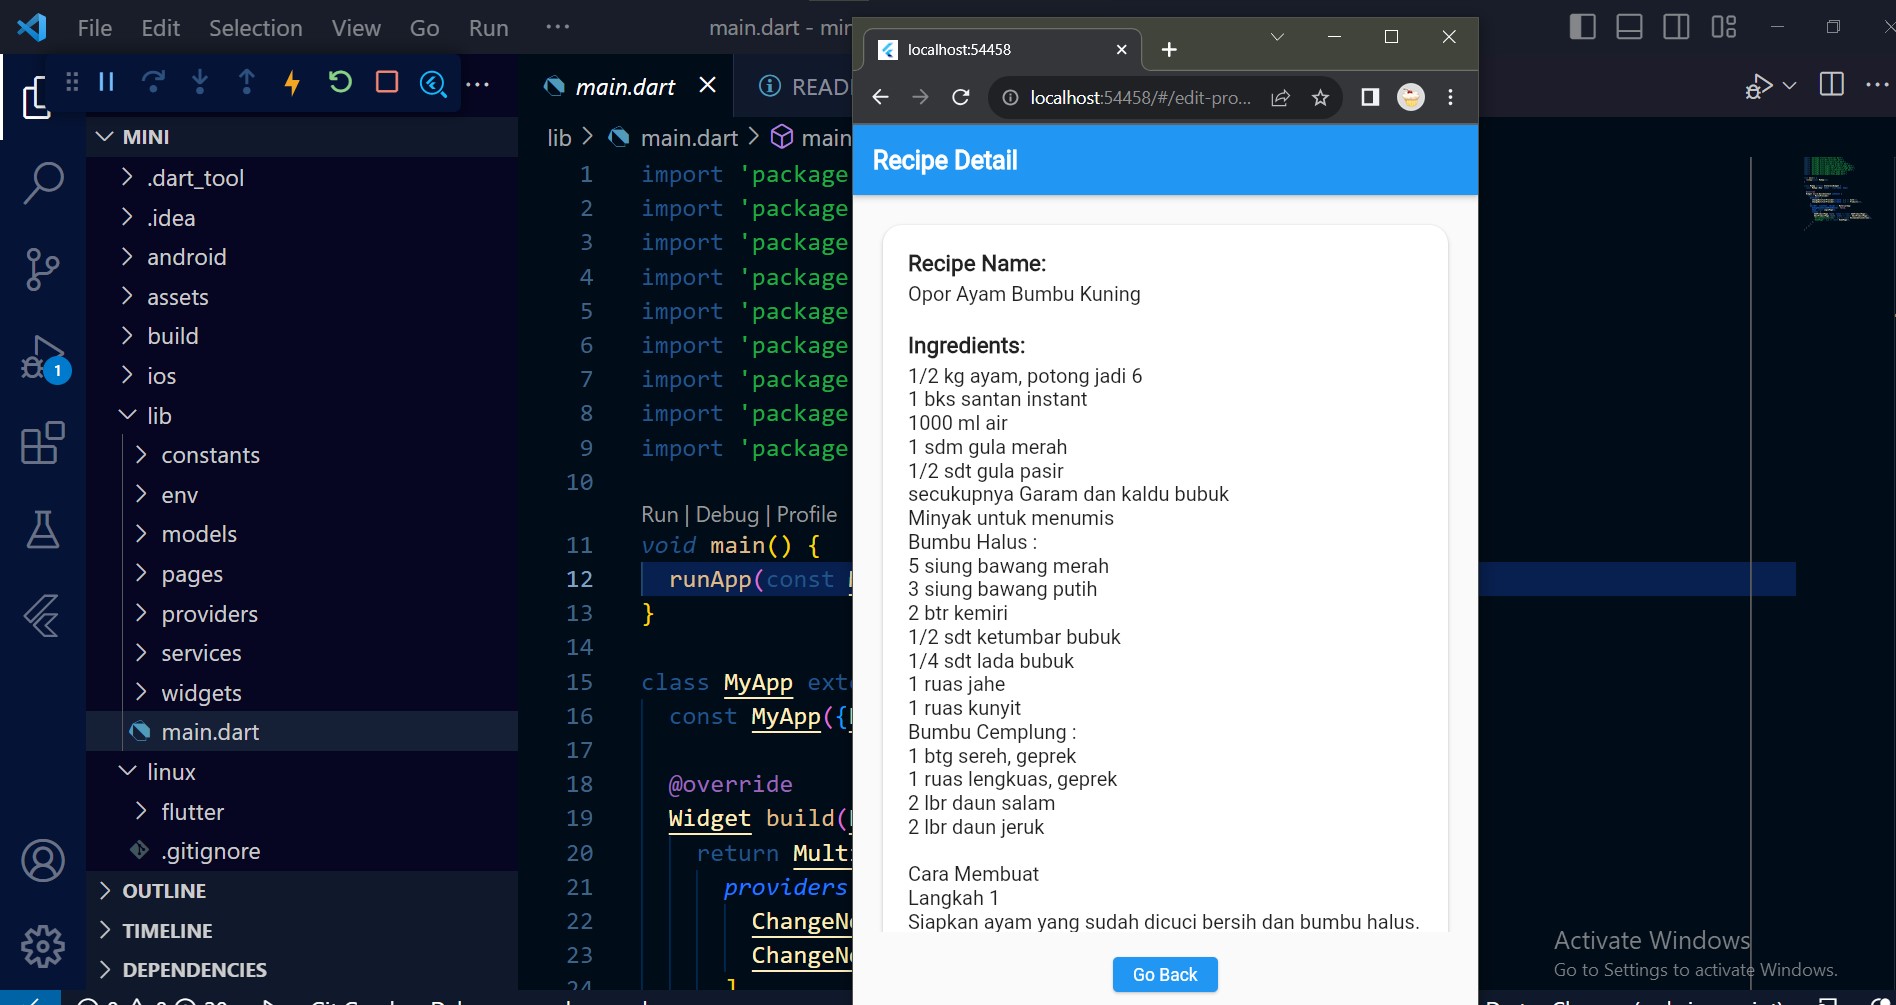 File Edit Selection View Go Run ...
main.dart - mir
localhost:54458
main.dart
READ
localhost:54458/#/edit-pro...
MINI
lib > main.dart > main
Recipe Detail
.dart_tool
.idea
android
assets
build
ios
lib
constants
env
models
pages
providers
services
widgets
main.dart
linux
flutter
.gitignore
OUTLINE
TIMELINE
DEPENDENCIES
1
1 import 'package
2 import 'package
3 import 'package
4 import 'package
5 import 'package
6 import 'package
7 import 'package
8 import 'package
9 import 'package
10
Run | Debug | Profile
11 void main() {
12 runApp(const
13 }
14
15 class MyApp exte
16 const MyApp({
17
18 @override
19 Widget build(
20 return Mult
21 providers
22 ChangeN
23 ChangeN
24 ]
Recipe Name:
Opor Ayam Bumbu Kuning
Ingredients:
1/2 kg ayam, potong jadi 6
1 bks santan instant
1000 ml air
1 sdm gula merah
1/2 sdt gula pasir
secukupnya Garam dan kaldu bubuk
Minyak untuk menumis
Bumbu Halus :
5 siung bawang merah
3 siung bawang putih
2 btr kemiri
1/2 sdt ketumbar bubuk
1/4 sdt lada bubuk
1 ruas jahe
1 ruas kunyit
Bumbu Cemplung :
1 btg sereh, geprek
1 ruas lengkuas, geprek
2 lbr daun salam
2 lbr daun jeruk
Cara Membuat
Langkah 1
Siapkan ayam yang sudah dicuci bersih dan bumbu halus.
Go Back
Activate Windows
Go to Settings to activate Windows.